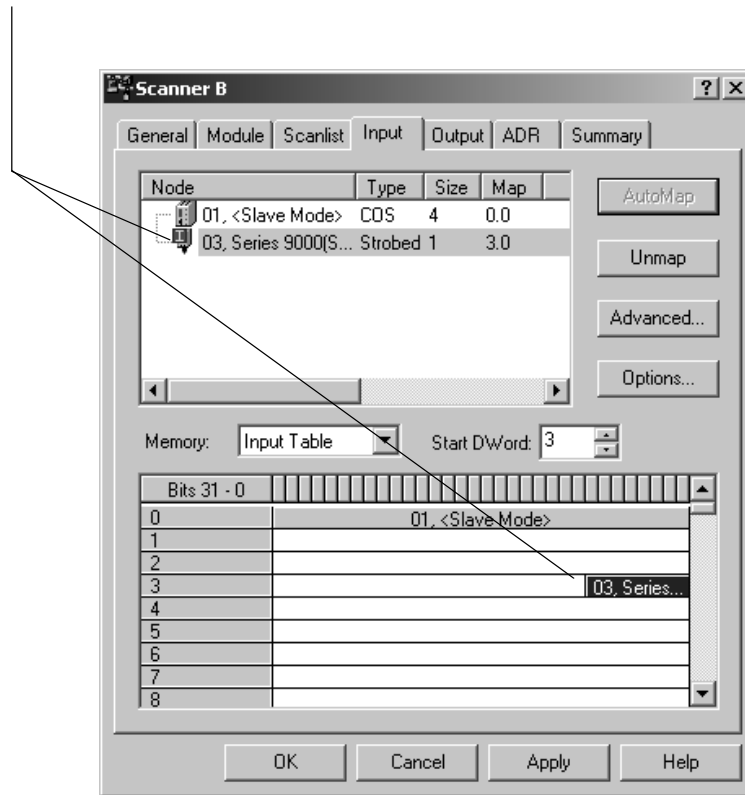 Scanner B
General Module Scanlist Input Output ADR Summary
Node Type Size Map
01, <Slave Mode> COS 4 0.0
03, Series 9000(S... Strobed 1 3.0
AutoMap
Unmap
Advanced...
Options...
Memory: Input Table Start DWord: 3
Bits 31 - 0
0 01, <Slave Mode>
1
2
3 03, Series...
4
5
6
7
8
OK Cancel Apply Help